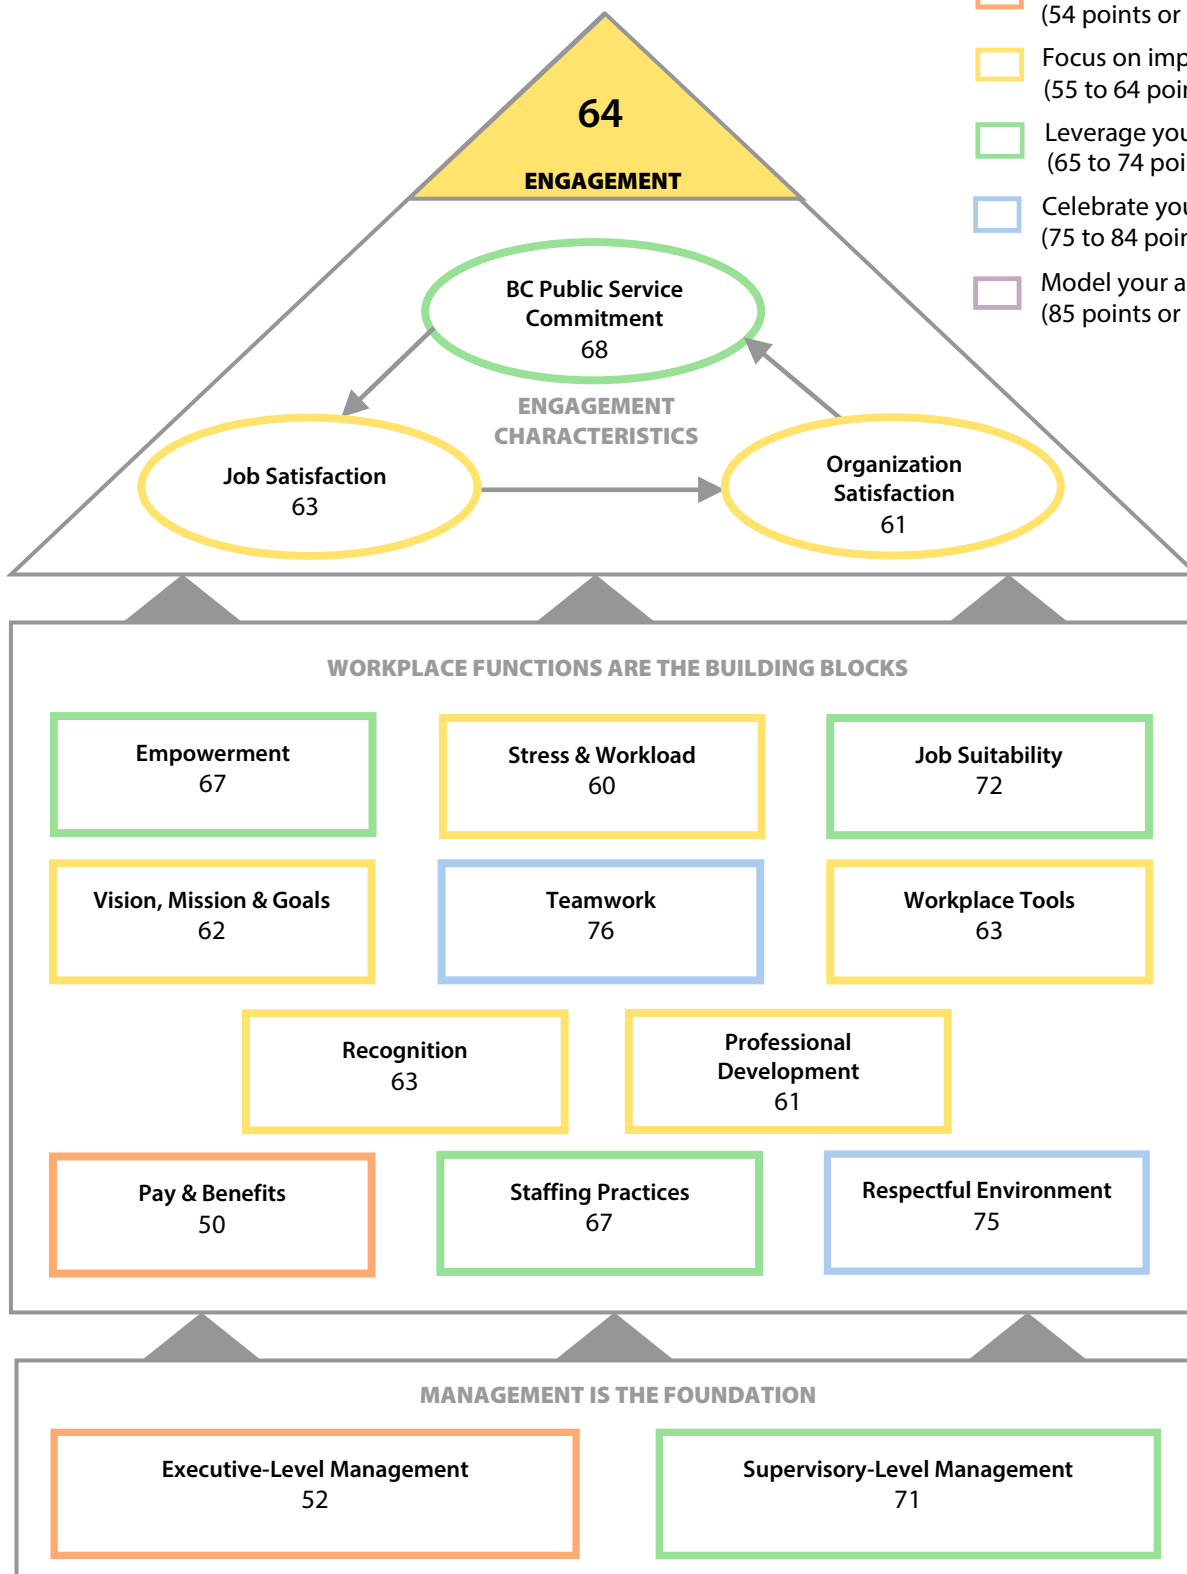 (54 points or
Focus on imp
(55 to 64 poin
Leverage you
(65 to 74 poi
Celebrate you
(75 to 84 poin
Model your a
(85 points or
64
ENGAGEMENT
BC Public Service
Commitment
68
ENGAGEMENT
CHARACTERISTICS
Job Satisfaction
63
Organization
Satisfaction
61
WORKPLACE FUNCTIONS ARE THE BUILDING BLOCKS
Empowerment
67
Stress & Workload
60
Job Suitability
72
Vision, Mission & Goals
62
Teamwork
76
Workplace Tools
63
Recognition
63
Professional
Development
61
Pay & Benefits
50
Staffing Practices
67
Respectful Environment
75
MANAGEMENT IS THE FOUNDATION
Executive-Level Management
52
Supervisory-Level Management
71